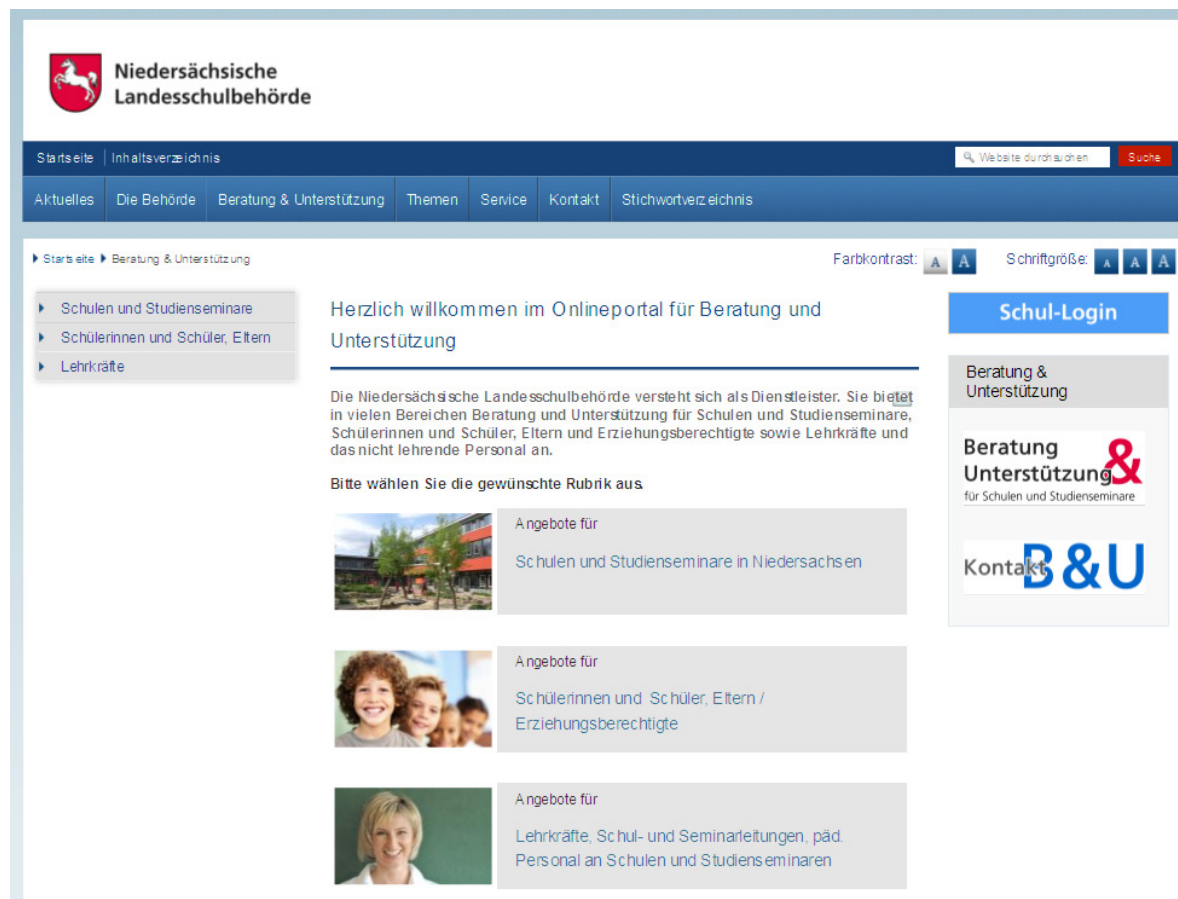 Niedersächsische
Landesschulbehörde
Startseite
Inhaltsverzeichnis
Website durchsuchen
Suche
Aktuelles
Die Behörde
Beratung & Unterstützung
Themen
Service
Kontakt
Stichwortverzeichnis
Startseite
Beratung & Unterstützung
Farbkontrast: A A
Schriftgröße: A A A
Schulen und Studienseminare
Schülerinnen und Schüler, Eltern
Lehrkräfte
Herzlich willkommen im Onlineportal für Beratung und
Unterstützung
Die Niedersächsische Landesschulbehörde versteht sich als Dienstleister. Sie bietet
in vielen Bereichen Beratung und Unterstützung für Schulen und Studienseminare,
Schülerinnen und Schüler, Eltern und Erziehungsberechtigte sowie Lehrkräfte und
das nicht lehrende Personal an.
Bitte wählen Sie die gewünschte Rubrik aus.
Angebote für
Schulen und Studienseminare in Niedersachsen
Angebote für
Schülerinnen und Schüler, Eltern /
Erziehungsberechtigte
Angebote für
Lehrkräfte, Schul- und Seminarleitungen, päd.
Personal an Schulen und Studienseminaren
Schul-Login
Beratung &
Unterstützung
Beratung &
Unterstützung
für Schulen und Studienseminare
Kontakt B & U